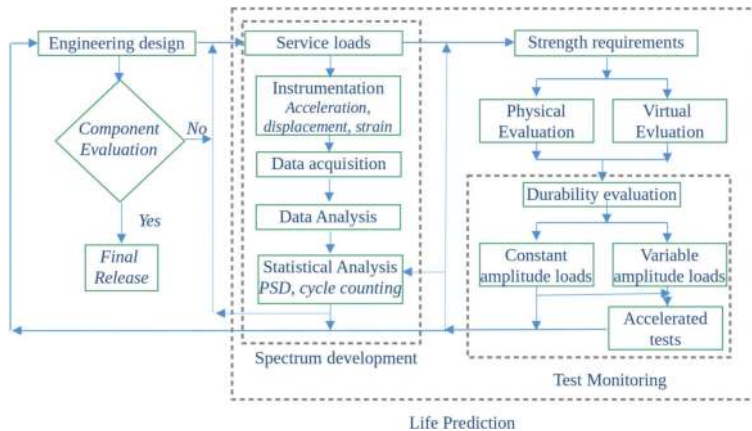 Engineering design
Service loads
Strength requirements
Component
Evaluation
No
Yes
Final
Release
Instrumentation
Acceleration,
displacement, strain
Data acquisition
Data Analysis
Statistical Analysis
PSD, cycle counting
Spectrum development
Physical
Evaluation
Virtual
Evluation
Durability evaluation
Constant
amplitude loads
Variable
amplitude loads
Accelerated
tests
Test Monitoring
Life Prediction